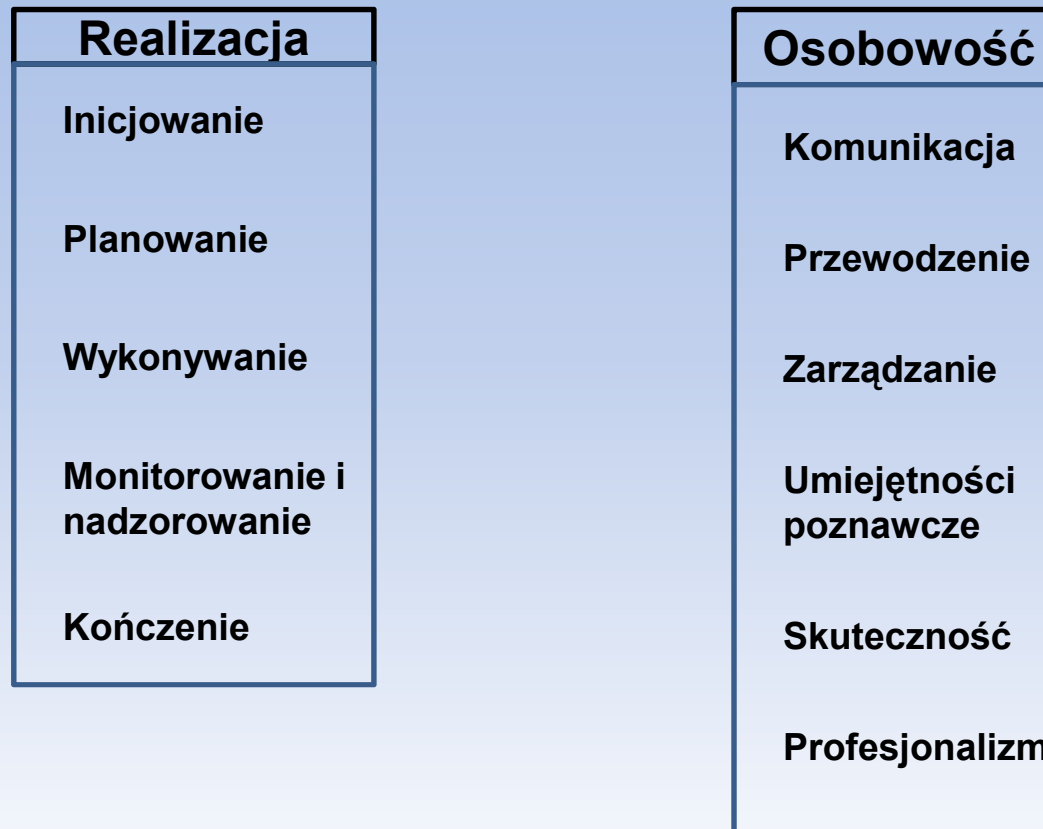 Realizacja
Inicjowanie
Planowanie
Wykonywanie
Monitorowanie i
nadzorowanie
Kończenie
Osobowość
Komunikacja
Przewodzenie
Zarządzanie
Umiejętności
poznawcze
Skuteczność
Profesjonalizm